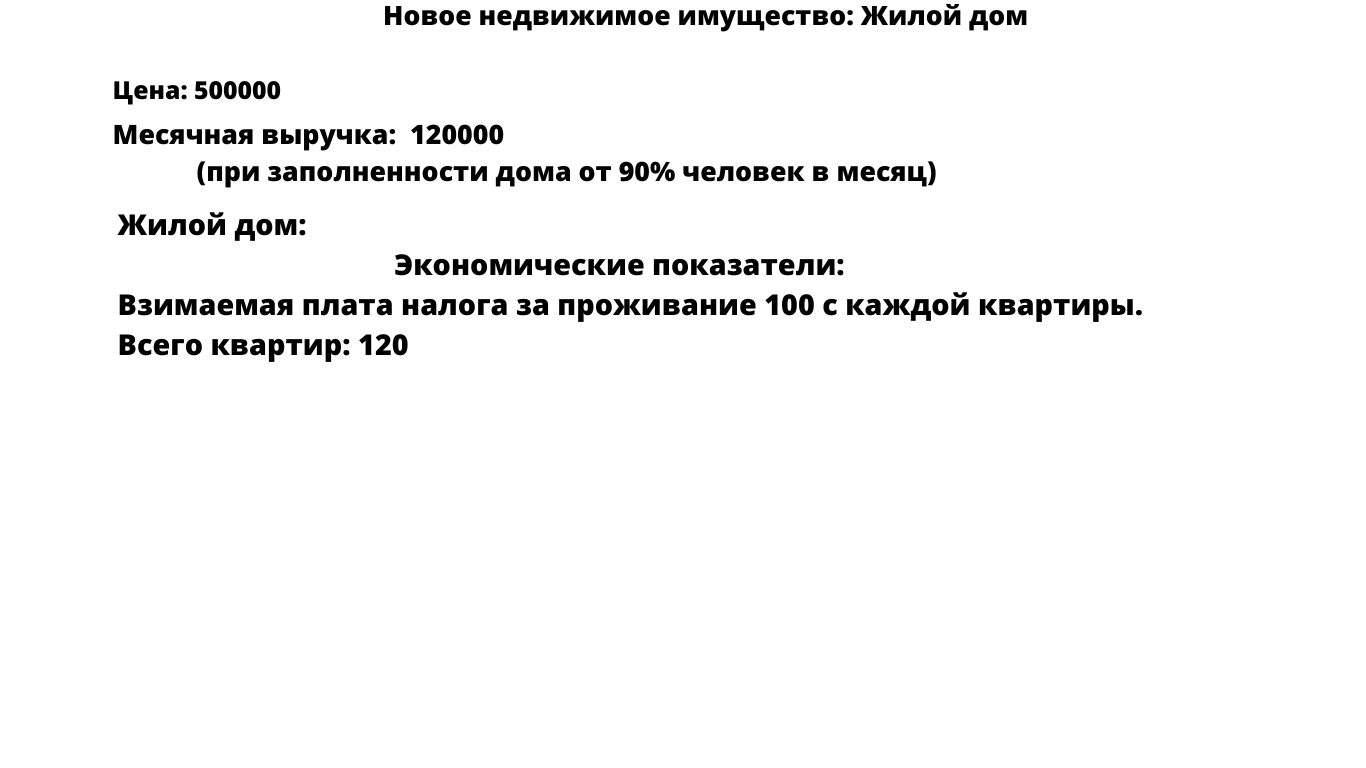 Новое недвижимое имущество: Жилой дом
Цена: 500000
Месячная выручка:  120000
(при заполненности дома от 90% человек в месяц)
Жилой дом:
Экономические показатели:
Взимаемая плата налога за проживание 100 с каждой квартиры.
Всего квартир: 120